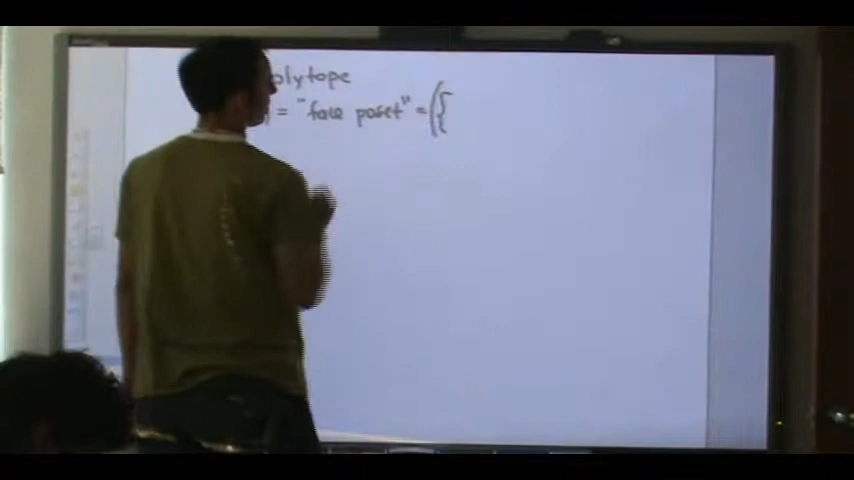 olytope
) = "face poset" = ({